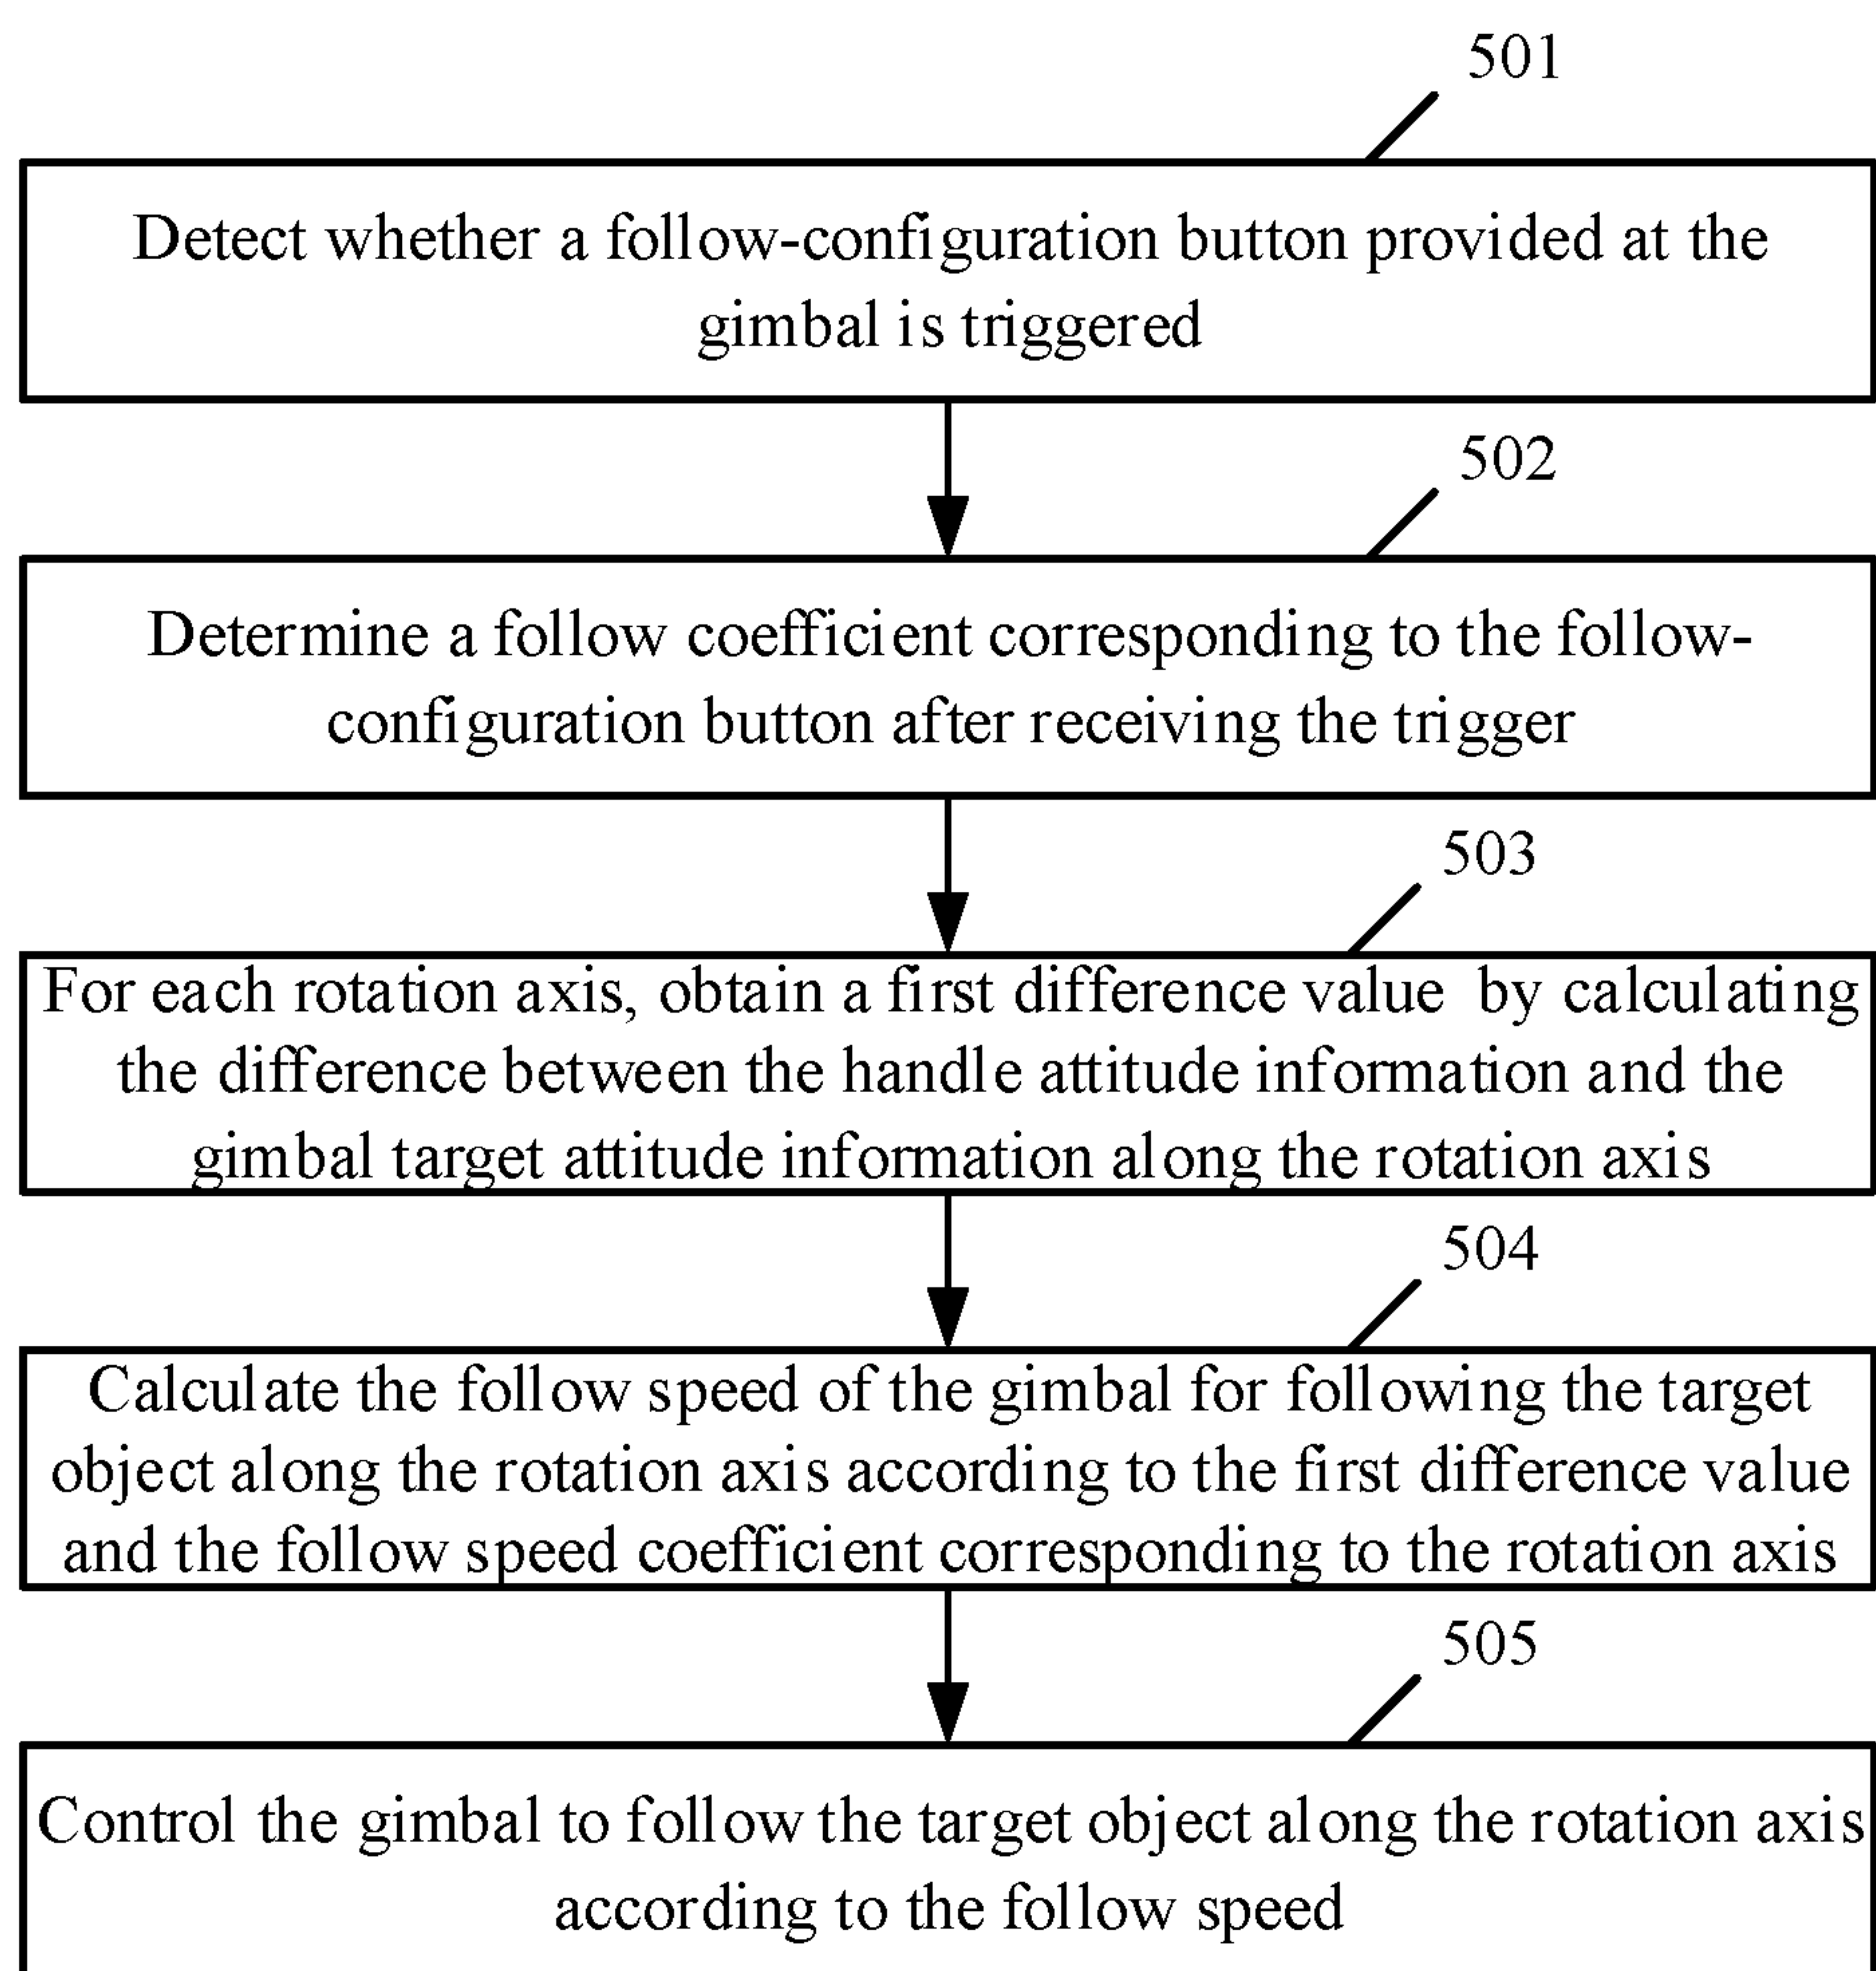 501
Detect whether a follow-configuration button provided at the
gimbal is triggered
502
Determine a follow coefficient corresponding to the follow-
configuration button after receiving the trigger
503
For each rotation axis, obtain a first difference value by calculating
the difference between the handle attitude information and the
gimbal target attitude information along the rotation axis
504
Calculate the follow speed of the gimbal for following the target
object along the rotation axis according to the first difference value
and the follow speed coefficient corresponding to the rotation axis
505
Control the gimbal to follow the target object along the rotation axis
according to the follow speed